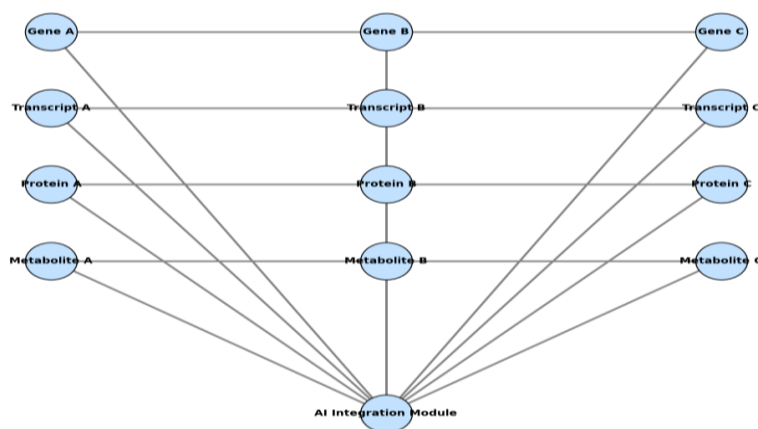 Gene A
Gene B
Gene C
Transcript A
Transcript B
Transcript C
Protein A
Protein B
Protein C
Metabolite A
Metabolite B
Metabolite C
AI Integration Module